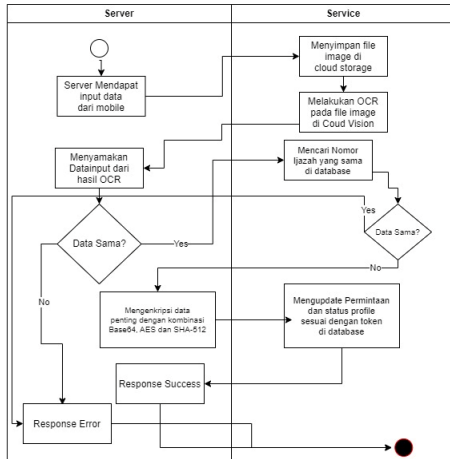 Server
Service
Server Mendapat
input data
dari mobile
Menyimpan file
image di
cloud storage
Melakukan OCR
pada file image
di Coud Vision
Menyamakan
Datainput dari
hasil OCR
Mencari Nomor
Ijazah yang sama
di database
Data Sama?
Yes
No
Data Sama?
Yes
No
Mengenkripsi data
penting dengan kombinasi
Base64, AES dan SHA-512
Mengupdate Permintaan
dan status profile
sesuai dengan token
di database
Response Success
Response Error